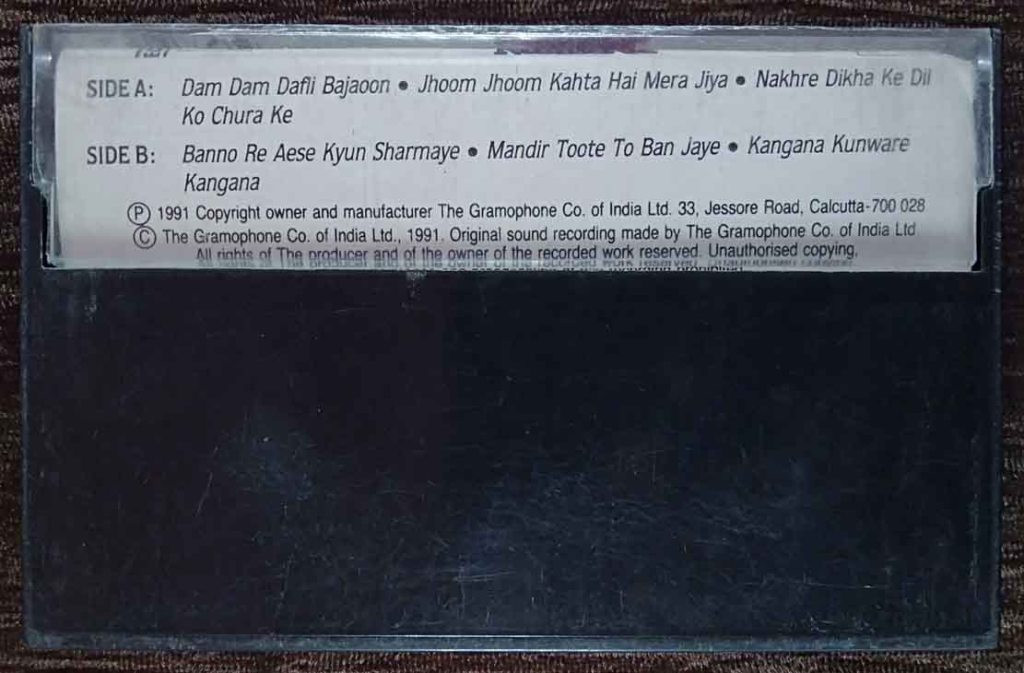 SIDE A: Dam Dam Dafli Bajaoon • Jhoom Jhoom Kahta Hai Mera Jiya • Nakhre Dikha Ke Dil
Ko Chura Ke
SIDE B: Banno Re Aese Kyun Sharmaye • Mandir Toote To Ban Jaye • Kangana Kunware
Kangana
Ⓟ 1991 Copyright owner and manufacturer The Gramophone Co. of India Ltd. 33, Jessore Road, Calcutta-700 028
Ⓒ The Gramophone Co. of India Ltd., 1991. Original sound recording made by The Gramophone Co. of India Ltd
All rights of The producer and of the owner of the recorded work reserved. Unauthorised copying,